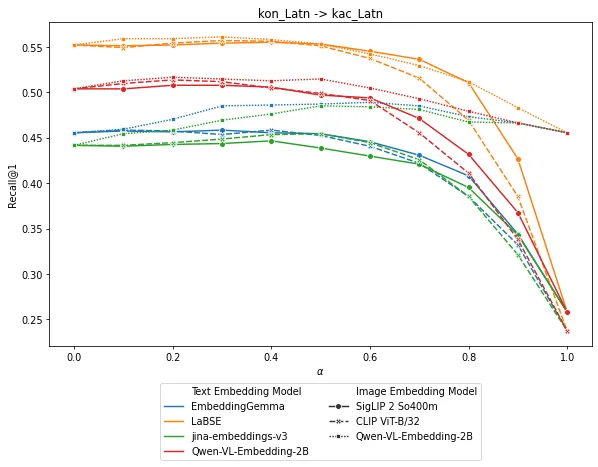 kon_Latn -> kac_Latn
Recall@1
0.55
0.50
0.45
0.40
0.35
0.30
0.25
0.0
0.2
0.4
0.6
0.8
1.0
α
Text Embedding Model
EmbeddingGemma
LaBSE
jina-embeddings-v3
Qwen-VL-Embedding-2B
Image Embedding Model
SigLIP 2 So400m
CLIP ViT-B/32
Qwen-VL-Embedding-2B